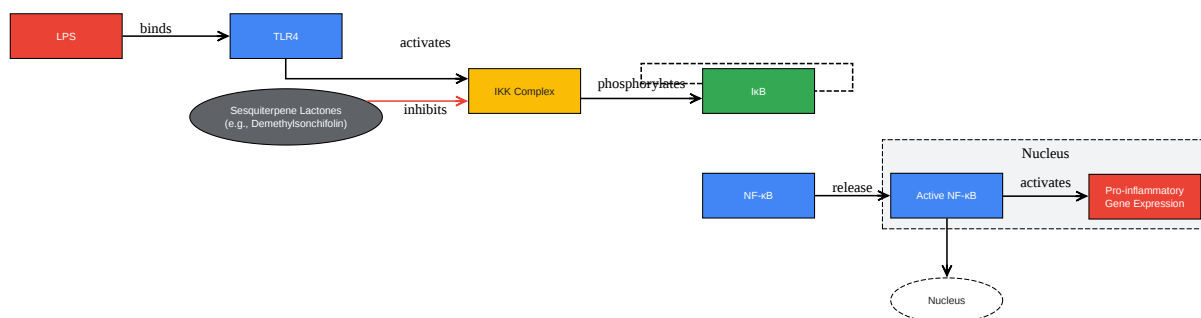 LPS
binds
TLR4
activates
IKK Complex
phosphorylates
IκB
Sesquiterpene Lactones
(e.g., Demethylsonchifolin)
inhibits
Nucleus
NF-κB
release
Active NF-κB
activates
Pro-inflammatory
Gene Expression
Nucleus